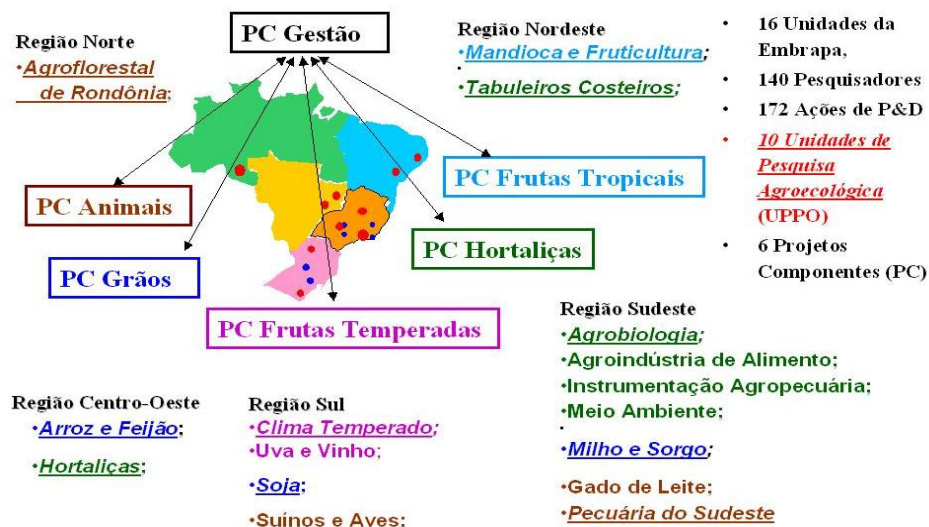 PC Gestão
Região Norte
•Agroflorestal
de Rondônia;
Região Nordeste
•Mandioca e Fruticultura;
•
•Tabuleiros Costeiros;
• 16 Unidades da
Embrapa,
• 140 Pesquisadores
• 172 Ações de P&D
• 10 Unidades de
Pesquisa
Agroecológica
(UPPO)
• 6 Projetos
Componentes (PC)
PC Animais
PC Frutas Tropicais
PC Grãos
PC Hortaliças
PC Frutas Temperadas
Região Centro-Oeste
•Arroz e Feijão;
•Hortaliças;
Região Sul
•Clima Temperado;
•Uva e Vinho;
•Soja;
•Suínos e Aves;
Região Sudeste
•Agrobiologia;
•Agroindústria de Alimento;
•Instrumentação Agropecuária;
•Meio Ambiente;
•
•Milho e Sorgo;
•Gado de Leite;
•Pecuária do Sudeste